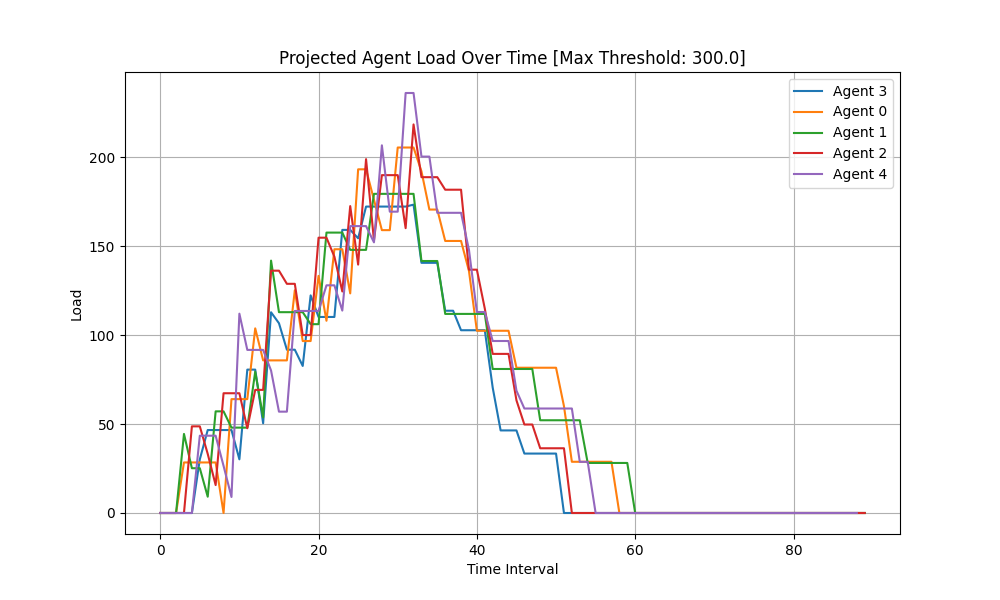 Projected Agent Load Over Time [Max Threshold: 300.0]
Agent 3
Agent 0
Agent 1
Agent 2
Agent 4
200
150
100
50
0
Load
0 20 40 60 80
Time Interval